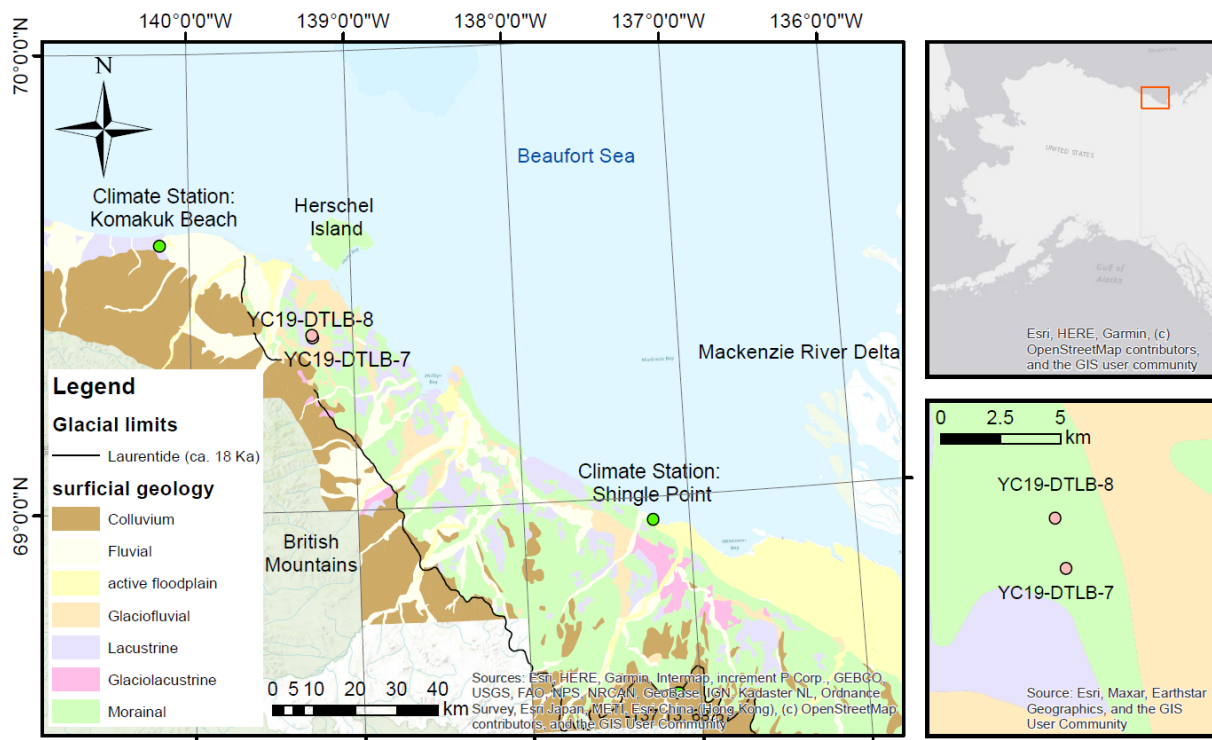 140°0'0"W
139°0'0"W
138°0'0"W
137°0'0"W
136°0'0"W
70°0'0"N
69°0'0"N
N
Beaufort Sea
Climate Station:
Komakuk Beach
Herschel
Island
YC19-DTLB-8
YC19-DTLB-7
Mackenzie River Delta
Mackenzie Bay
Phillips
Bay
Climate Station:
Shingle Point
British
Mountains
Legend
Glacial limits
Laurentide (ca. 18 Ka)
surficial geology
Colluvium
Fluvial
active floodplain
Glaciofluvial
Lacustrine
Glaciolacustrine
Morainal
0 5 10 20 30 40
km
Sources: Esri, HERE, Garmin, Intermap, increment P Corp., GEBCO,
USGS, FAO, NPS, NRCAN, GeoBase, IGN, Kadaster NL, Ordnance
Survey, Esri Japan, METI, Esri China (Hong Kong), (c) OpenStreetMap
contributors, and the GIS User Community
UNITED STATES
Gulf of
Alaska
Esri, HERE, Garmin, (c)
OpenStreetMap contributors,
and the GIS user community
0 2.5 5
km
YC19-DTLB-8
YC19-DTLB-7
Source: Esri, Maxar, Earthstar
Geographics, and the GIS
User Community